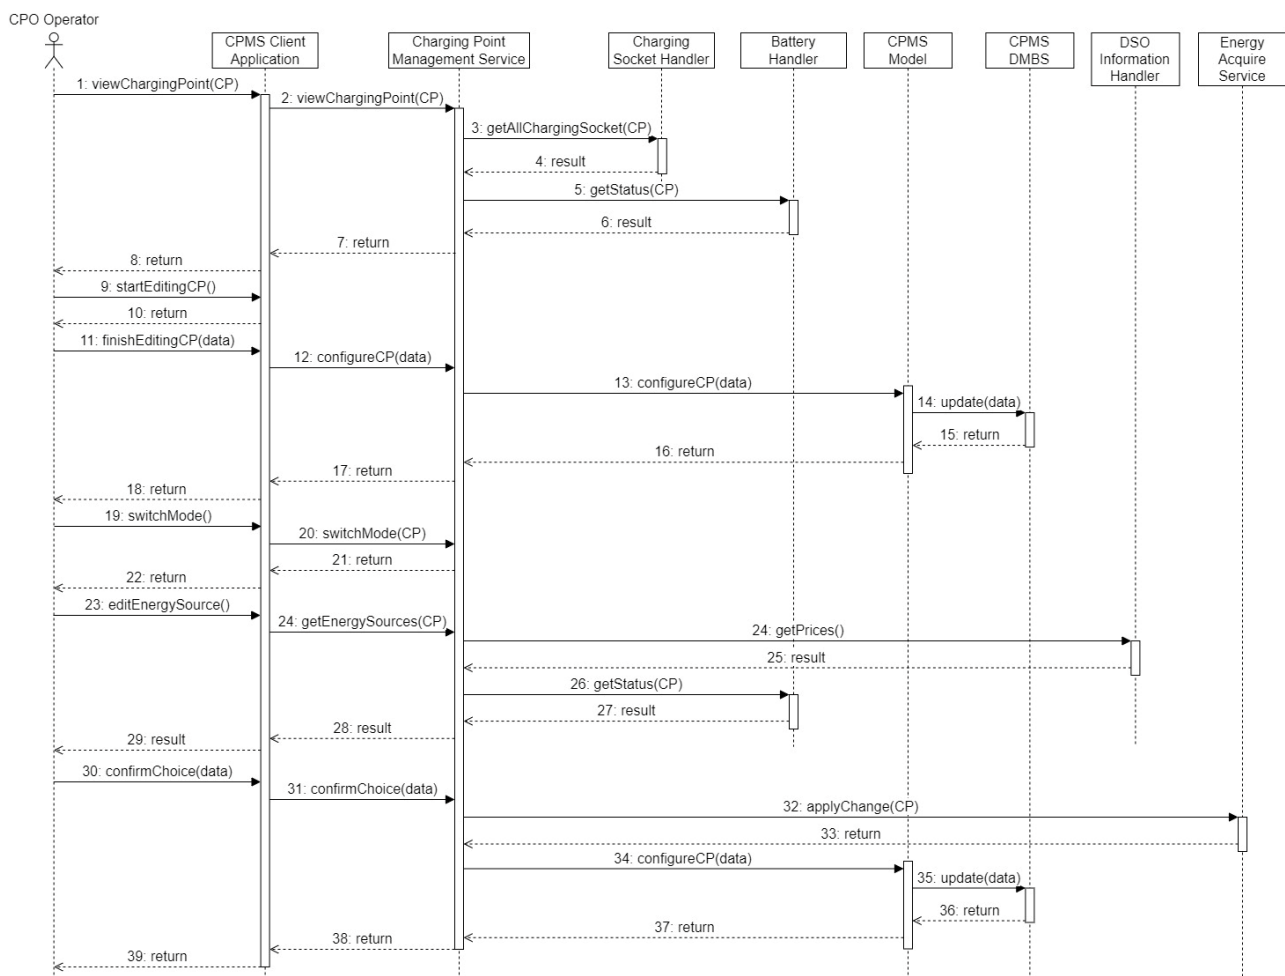 CPO Operator
CPMS Client
Application
Charging Point
Management Service
Charging
Socket Handler
Battery
Handler
CPMS
Model
CPMS
DMBS
DSO
Information
Handler
Energy
Acquire
Service
1: viewChargingPoint(CP)
2: viewChargingPoint(CP)
3: getAllChargingSocket(CP)
4: result
5: getStatus(CP)
6: result
7: return
8: return
9: startEditingCP()
10: return
11: finishEditingCP(data)
12: configureCP(data)
13: configureCP(data)
14: update(data)
15: return
16: return
17: return
18: return
19: switchMode()
20: switchMode(CP)
21: return
22: return
23: editEnergySource()
24: getEnergySources(CP)
24: getPrices()
25: result
26: getStatus(CP)
27: result
28: result
29: result
30: confirmChoice(data)
31: confirmChoice(data)
32: applyChange(CP)
33: return
34: configureCP(data)
35: update(data)
36: return
37: return
38: return
39: return